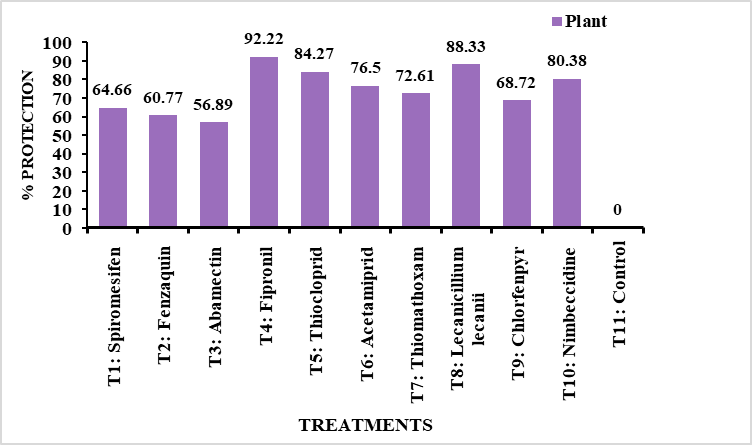 Plant
% PROTECTION
100
90
80
70
60
50
40
30
20
10
0
64.66
60.77
56.89
92.22
84.27
76.5
72.61
88.33
68.72
80.38
0
T1: Spiromesifen
T2: Fenzaquin
T3: Abamectin
T4: Fipronil
T5: Thiocloprid
T6: Acetamiprid
T7: Thiomathoxam
T8: Lecanicillium
lecanii
T9: Chlorfenpyr
T10: Nimbeccidine
T11: Control
TREATMENTS